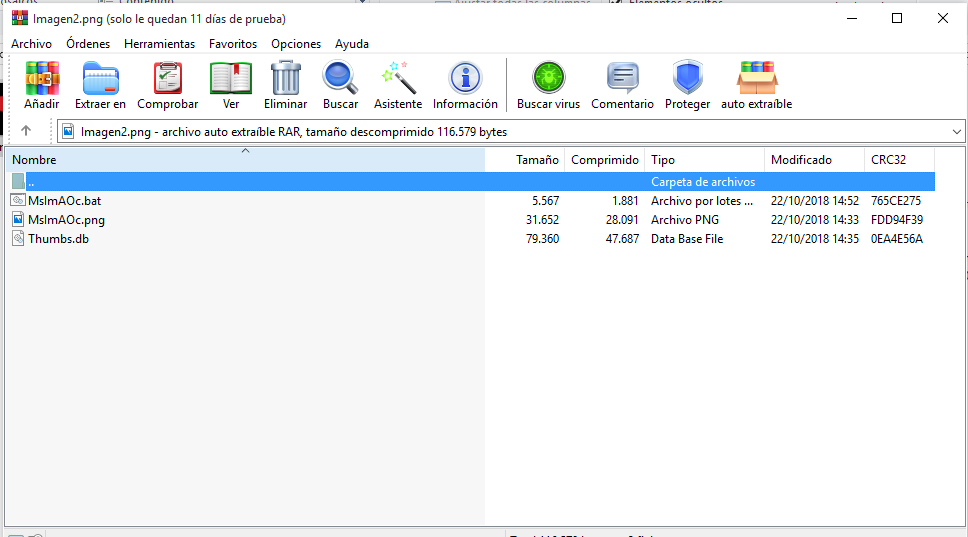 Imagen2.png (solo le quedan 11 días de prueba)
Archivo Órdenes Herramientas Favoritos Opciones Ayuda
Añadir Extraer en Comprobar Ver Eliminar Buscar Asistente Información Buscar virus Comentario Proteger auto extraíble
Imagen2.png - archivo auto extraíble RAR, tamaño descomprimido 116.579 bytes
Nombre Tamaño Comprimido Tipo Modificado CRC32
.. Carpeta de archivos
MsImAOc.bat 5.567 1.881 Archivo por lotes ... 22/10/2018 14:52 765CE275
MsImAOc.png 31.652 28.091 Archivo PNG 22/10/2018 14:33 FDD94F39
Thumbs.db 79.360 47.687 Data Base File 22/10/2018 14:35 0EA4E56A